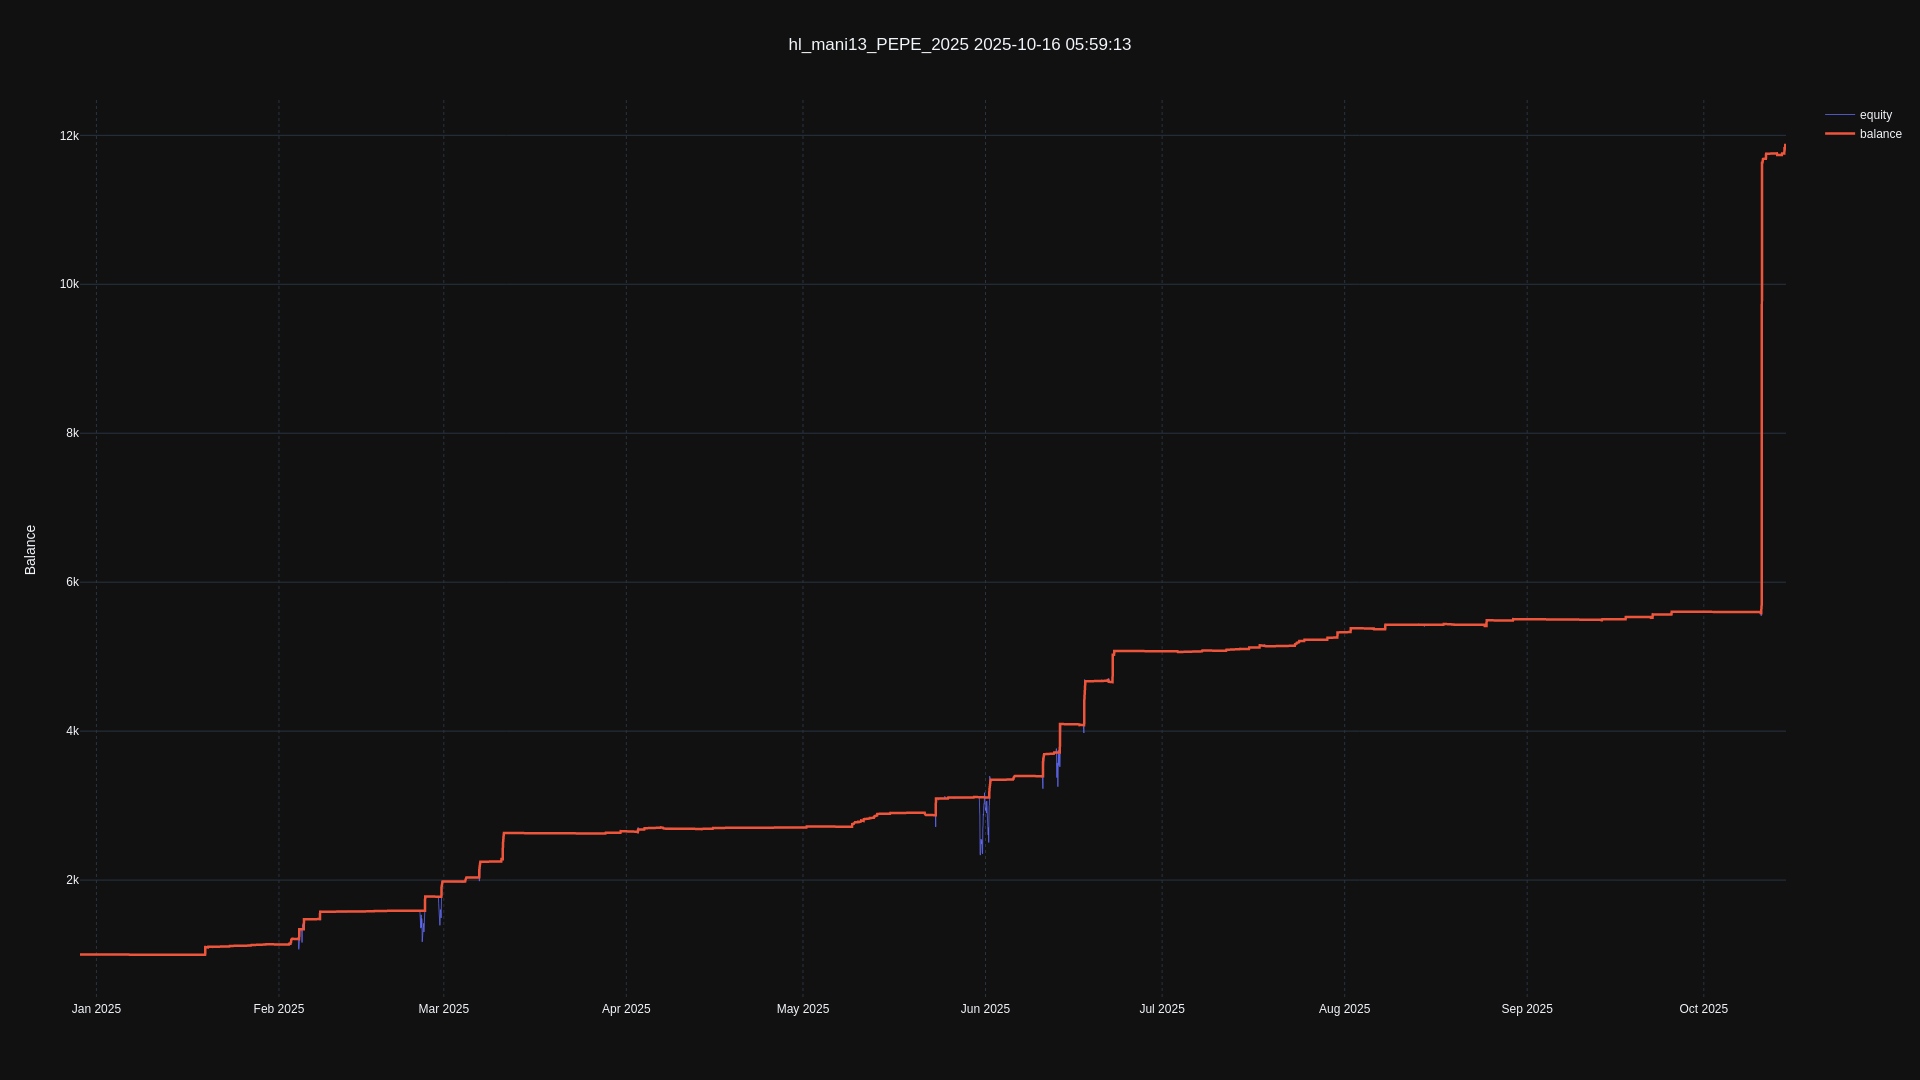 hl_mani13_PEPE_2025 2025-10-16 05:59:13
equity
balance
12k
10k
8k
6k
4k
2k
Balance
Jan 2025
Feb 2025
Mar 2025
Apr 2025
May 2025
Jun 2025
Jul 2025
Aug 2025
Sep 2025
Oct 2025